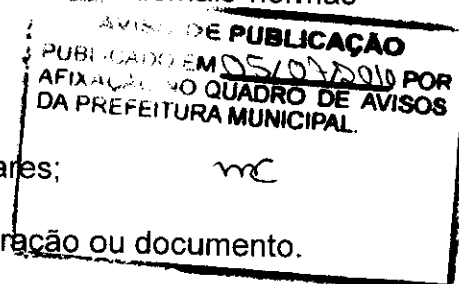 normas
AVISO DE PUBLICAÇÃO
PUBLICADO EM 05/07/2010 POR
AFIXAÇÃO NO QUADRO DE AVISOS
DA PREFEITURA MUNICIPAL.
ares;
mc
ração ou documento.